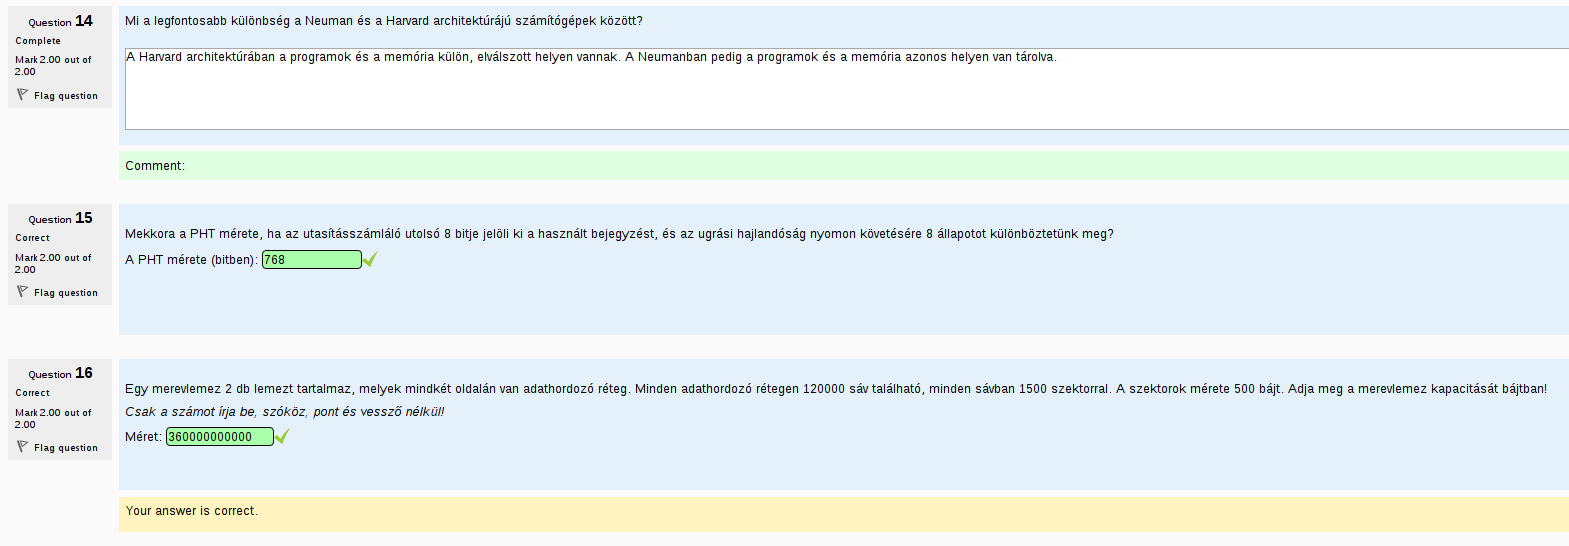 Question 14
Complete
Mark 2.00 out of
2.00
Flag question
Mi a legfontosabb különbség a Neuman és a Harvard architektúrájú számítógépek között?
A Harvard architektúrában a programok és a memória külön, elválszott helyen vannak. A Neumanban pedig a programok és a memória azonos helyen van tárolva.
Comment:
Question 15
Correct
Mark 2.00 out of
2.00
Flag question
Mekkora a PHT mérete, ha az utasításszámláló utolsó 8 bitje jelöli ki a használt bejegyzést, és az ugrási hajlandóság nyomon követésére 8 állapotot különböztetünk meg?
A PHT mérete (bitben): 768
Question 16
Correct
Mark 2.00 out of
2.00
Flag question
Egy merevlemez 2 db lemezt tartalmaz, melyek mindkét oldalán van adathordozó réteg. Minden adathordozó rétegen 120000 sáv található, minden sávban 1500 szektorral. A szektorok mérete 500 bájt. Adja meg a merevlemez kapacitását bájtban!
Csak a számot írja be, szóköz, pont és vessző nélkül!
Méret: 360000000000
Your answer is correct.